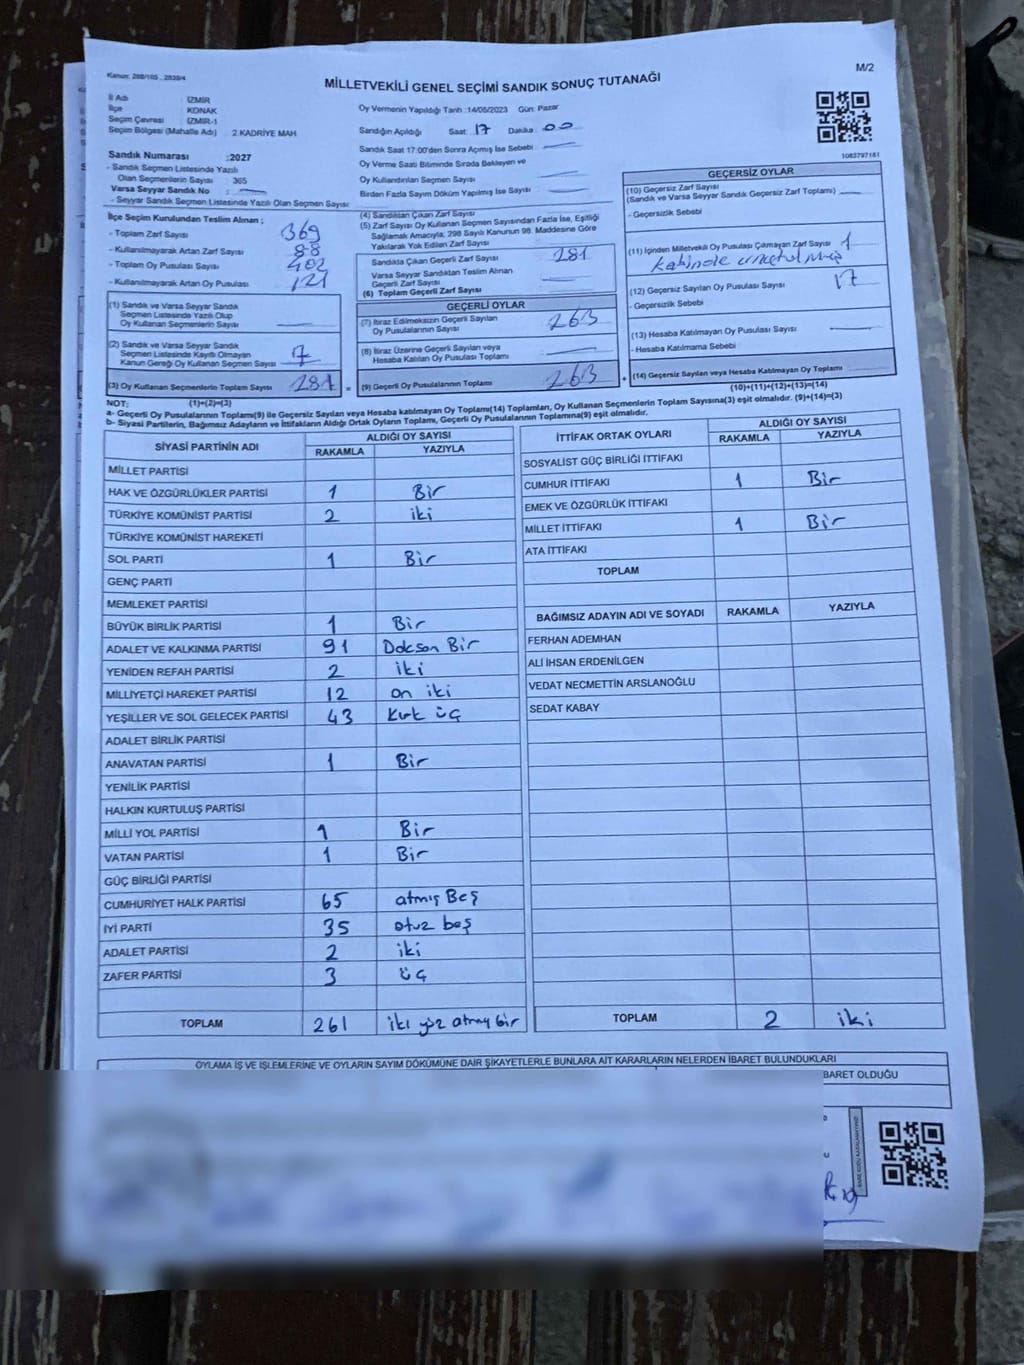 Kanun: 298/105 , 2839/4
MİLLETVEKİLİ GENEL SEÇİMİ SANDIK SONUÇ TUTANAĞI
M/2
İl Adı : İZMİR
İlçe : KONAK
Seçim Çevresi : İZMİR-1
Seçim Bölgesi (Mahalle Adı) : 2.KADRİYE MAH
Sandık Numarası :2027
- Sandık Seçmen Listesinde Yazılı
Olan Seçmenlerin Sayısı : 365
Varsa Seyyar Sandık No :
- Seyyar Seçmen Listesinde Yazılı Olan Seçmen Sayısı:
Oy Vermenin Yapıldığı Tarih :14/05/2023 Gün: Pazar
Sandığın Açıldığı Saat: 17 Dakika: 00
Sandık Saat 17:00'den Sonra Açımış İse Sebebi :
Oy Verme Saati Bitiminde Sırada Bekleyen ve
Oy Kullandırılan Seçmen Sayısı :
Birden Fazla Sayım Döküm Yapılmış İse Sayısı :
1083797181
İlçe Seçim Kurulundan Teslim Alınan ;
- Toplam Zarf Sayısı 369
- Kullanılmayarak Artan Zarf Sayısı 88
- Toplam Oy Pusulası Sayısı 402
- Kullanılmayarak Artan Oy Pusulası 121
(1) Sandık ve Varsa Seyyar Sandık
Seçmen Listesinde Yazılı Olup
Oy Kullanan Seçmenlerin Sayısı
(2) Sandık ve Varsa Seyyar Sandık
Seçmen Listesinde Kayıtlı Olmayan
Kanun Gereği Oy Kullanan Seçmen Sayısı 7
(3) Oy Kullanan Seçmenlerin Toplam Sayısı 281
(1)+(2)=(3)
(4) Sandıktan Çıkan Zarf Sayısı
(5) Zarf Sayısı Oy Kullanan Seçmen Sayısından Fazla İse, Eşitliği
Sağlamak Amacıyla; 298 Sayılı Kanunun 98. Maddesine Göre
Yakılarak Yok Edilen Zarf Sayısı
Sandıkta Çıkan Geçerli Zarf Sayısı 281
Varsa Seyyar Sandıktan Teslim Alınan
Geçerli Zarf Sayısı
(6) Toplam Geçerli Zarf Sayısı
GEÇERLİ OYLAR
(7) İtiraz Edilmeksizin Geçerli Sayılan
Oy Pusulalarının Sayısı 263
(8) İtiraz Üzerine Geçerli Sayılan veya
Hesaba Katılan Oy Pusulası Toplamı
(9) Geçerli Oy Pusulalarının Toplamı 263
GEÇERSİZ OYLAR
(10) Geçersiz Zarf Sayısı
(Sandık ve Varsa Seyyar Sandık Geçersiz Zarf Toplamı)
- Geçersizlik Sebebi
(11) İçinden Milletvekili Oy Pusulası Çıkmayan Zarf Sayısı 1
Kabinde unutulmuş
(12) Geçersiz Sayılan Oy Pusulası Sayısı 17
- Geçersizlik Sebebi
(13) Hesaba Katılmayan Oy Pusulası Sayısı
- Hesaba Katılmama Sebebi
(14) Geçersiz Sayılan veya Hesaba Katılmayan Oy Toplamı
(10)+(11)+(12)+(13)=(14)
NOT:
a- Geçerli Oy Pusulalarının Toplamı(9) ile Geçersiz Sayılan veya Hesaba katılmayan Oy Toplamı(14) Toplamları, Oy Kullanan Seçmenlerin Toplam Sayısına(3) eşit olmalıdır. (9)+(14)=(3)
b- Siyasi Partilerin, Bağımsız Adayların ve İttifakların Aldığı Ortak Oyların Toplamı, Geçerli Oy Pusulalarının Toplamına(9) eşit olmalıdır.
SİYASİ PARTİNİN ADI ALDIĞI OY SAYISI
RAKAMLA YAZIYLA
MİLLET PARTİSİ
HAK VE ÖZGÜRLÜKLER PARTİSİ 1 Bir
TÜRKİYE KOMÜNİST PARTİSİ 2 iki
TÜRKİYE KOMÜNİST HAREKETİ
SOL PARTİ 1 Bir
GENÇ PARTİ
MEMLEKET PARTİSİ
BÜYÜK BİRLİK PARTİSİ 1 Bir
ADALET VE KALKINMA PARTİSİ 91 Doksan Bir
YENİDEN REFAH PARTİSİ 2 iki
MİLLİYETÇİ HAREKET PARTİSİ 12 on iki
YEŞİLLER VE SOL GELECEK PARTİSİ 43 Kırk üç
ADALET BİRLİK PARTİSİ
ANAVATAN PARTİSİ 1 Bir
YENİLİK PARTİSİ
HALKIN KURTULUŞ PARTİSİ
MİLLİ YOL PARTİSİ 1 Bir
VATAN PARTİSİ 1 Bir
GÜÇ BİRLİĞİ PARTİSİ
CUMHURİYET HALK PARTİSİ 65 atmış Beş
İYİ PARTİ 35 otuz beş
ADALET PARTİSİ 2 iki
ZAFER PARTİSİ 3 üç
TOPLAM 261 iki yüz atmış bir
İTTİFAK ORTAK OYLARI ALDIĞI OY SAYISI
RAKAMLA YAZIYLA
SOSYALİST GÜÇ BİRLİĞİ İTTİFAKI
CUMHUR İTTİFAKI 1 Bir
EMEK VE ÖZGÜRLÜK İTTİFAKI
MİLLET İTTİFAKI 1 Bir
ATA İTTİFAKI
TOPLAM
BAĞIMSIZ ADAYIN ADI VE SOYADI RAKAMLA YAZIYLA
FERHAN ADEMHAN
ALİ İHSAN ERDENİLGEN
VEDAT NECMETTİN ARSLANOĞLU
SEDAT KABAY
TOPLAM 2 iki
OYLAMA İŞ VE İŞLEMLERİNE VE OYLARIN SAYIM DÖKÜMÜNE DAİR ŞİKAYETLERLE BUNLARA AİT KARARLARIN NELERDEN İBARET BULUNDUKLARI
BARET OLDUĞU